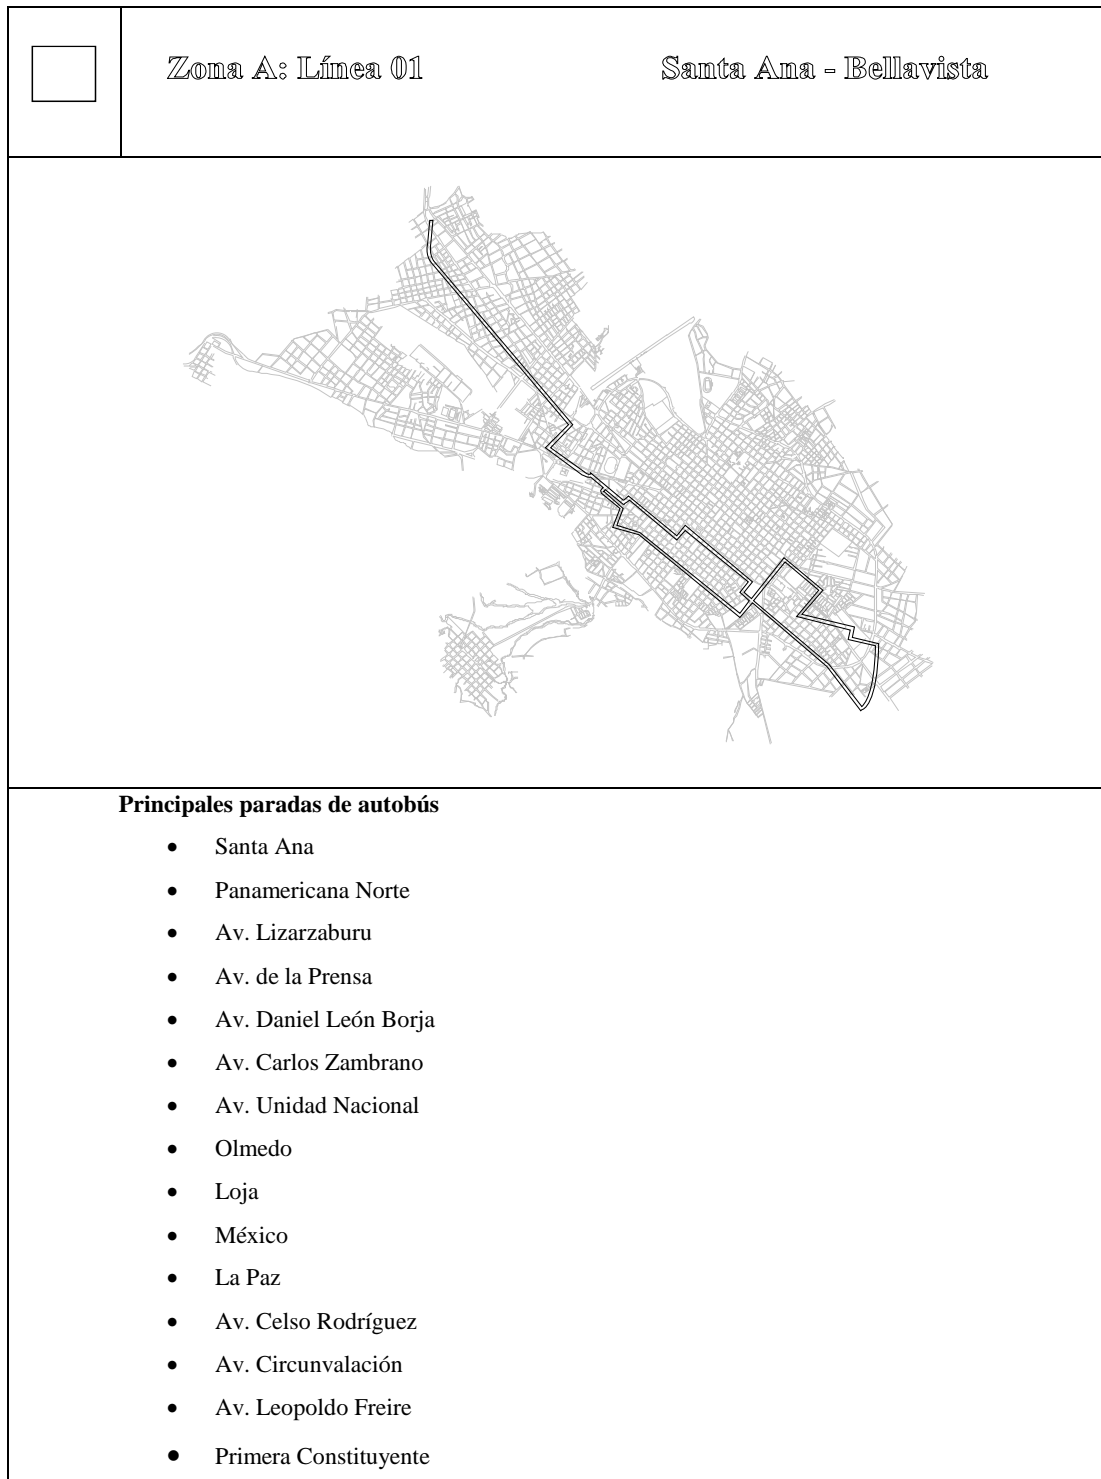 Zona A: Línea 01 Santa Ana - Bellavista
Principales paradas de autobús
• Santa Ana
• Panamericana Norte
• Av. Lizarzaburu
• Av. de la Prensa
• Av. Daniel León Borja
• Av. Carlos Zambrano
• Av. Unidad Nacional
• Olmedo
• Loja
• México
• La Paz
• Av. Celso Rodríguez
• Av. Circunvalación
• Av. Leopoldo Freire
• Primera Constituyente